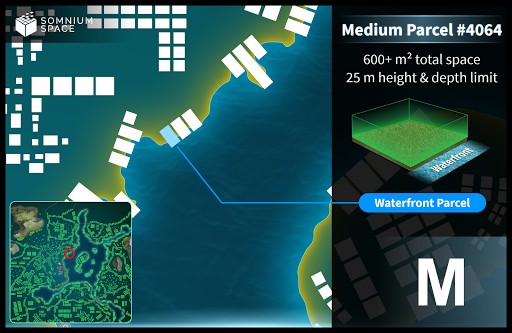 SOMNIUM
SPACE
Medium Parcel #4064
600+ m² total space
25 m height & depth limit
Waterfront
Waterfront Parcel
M